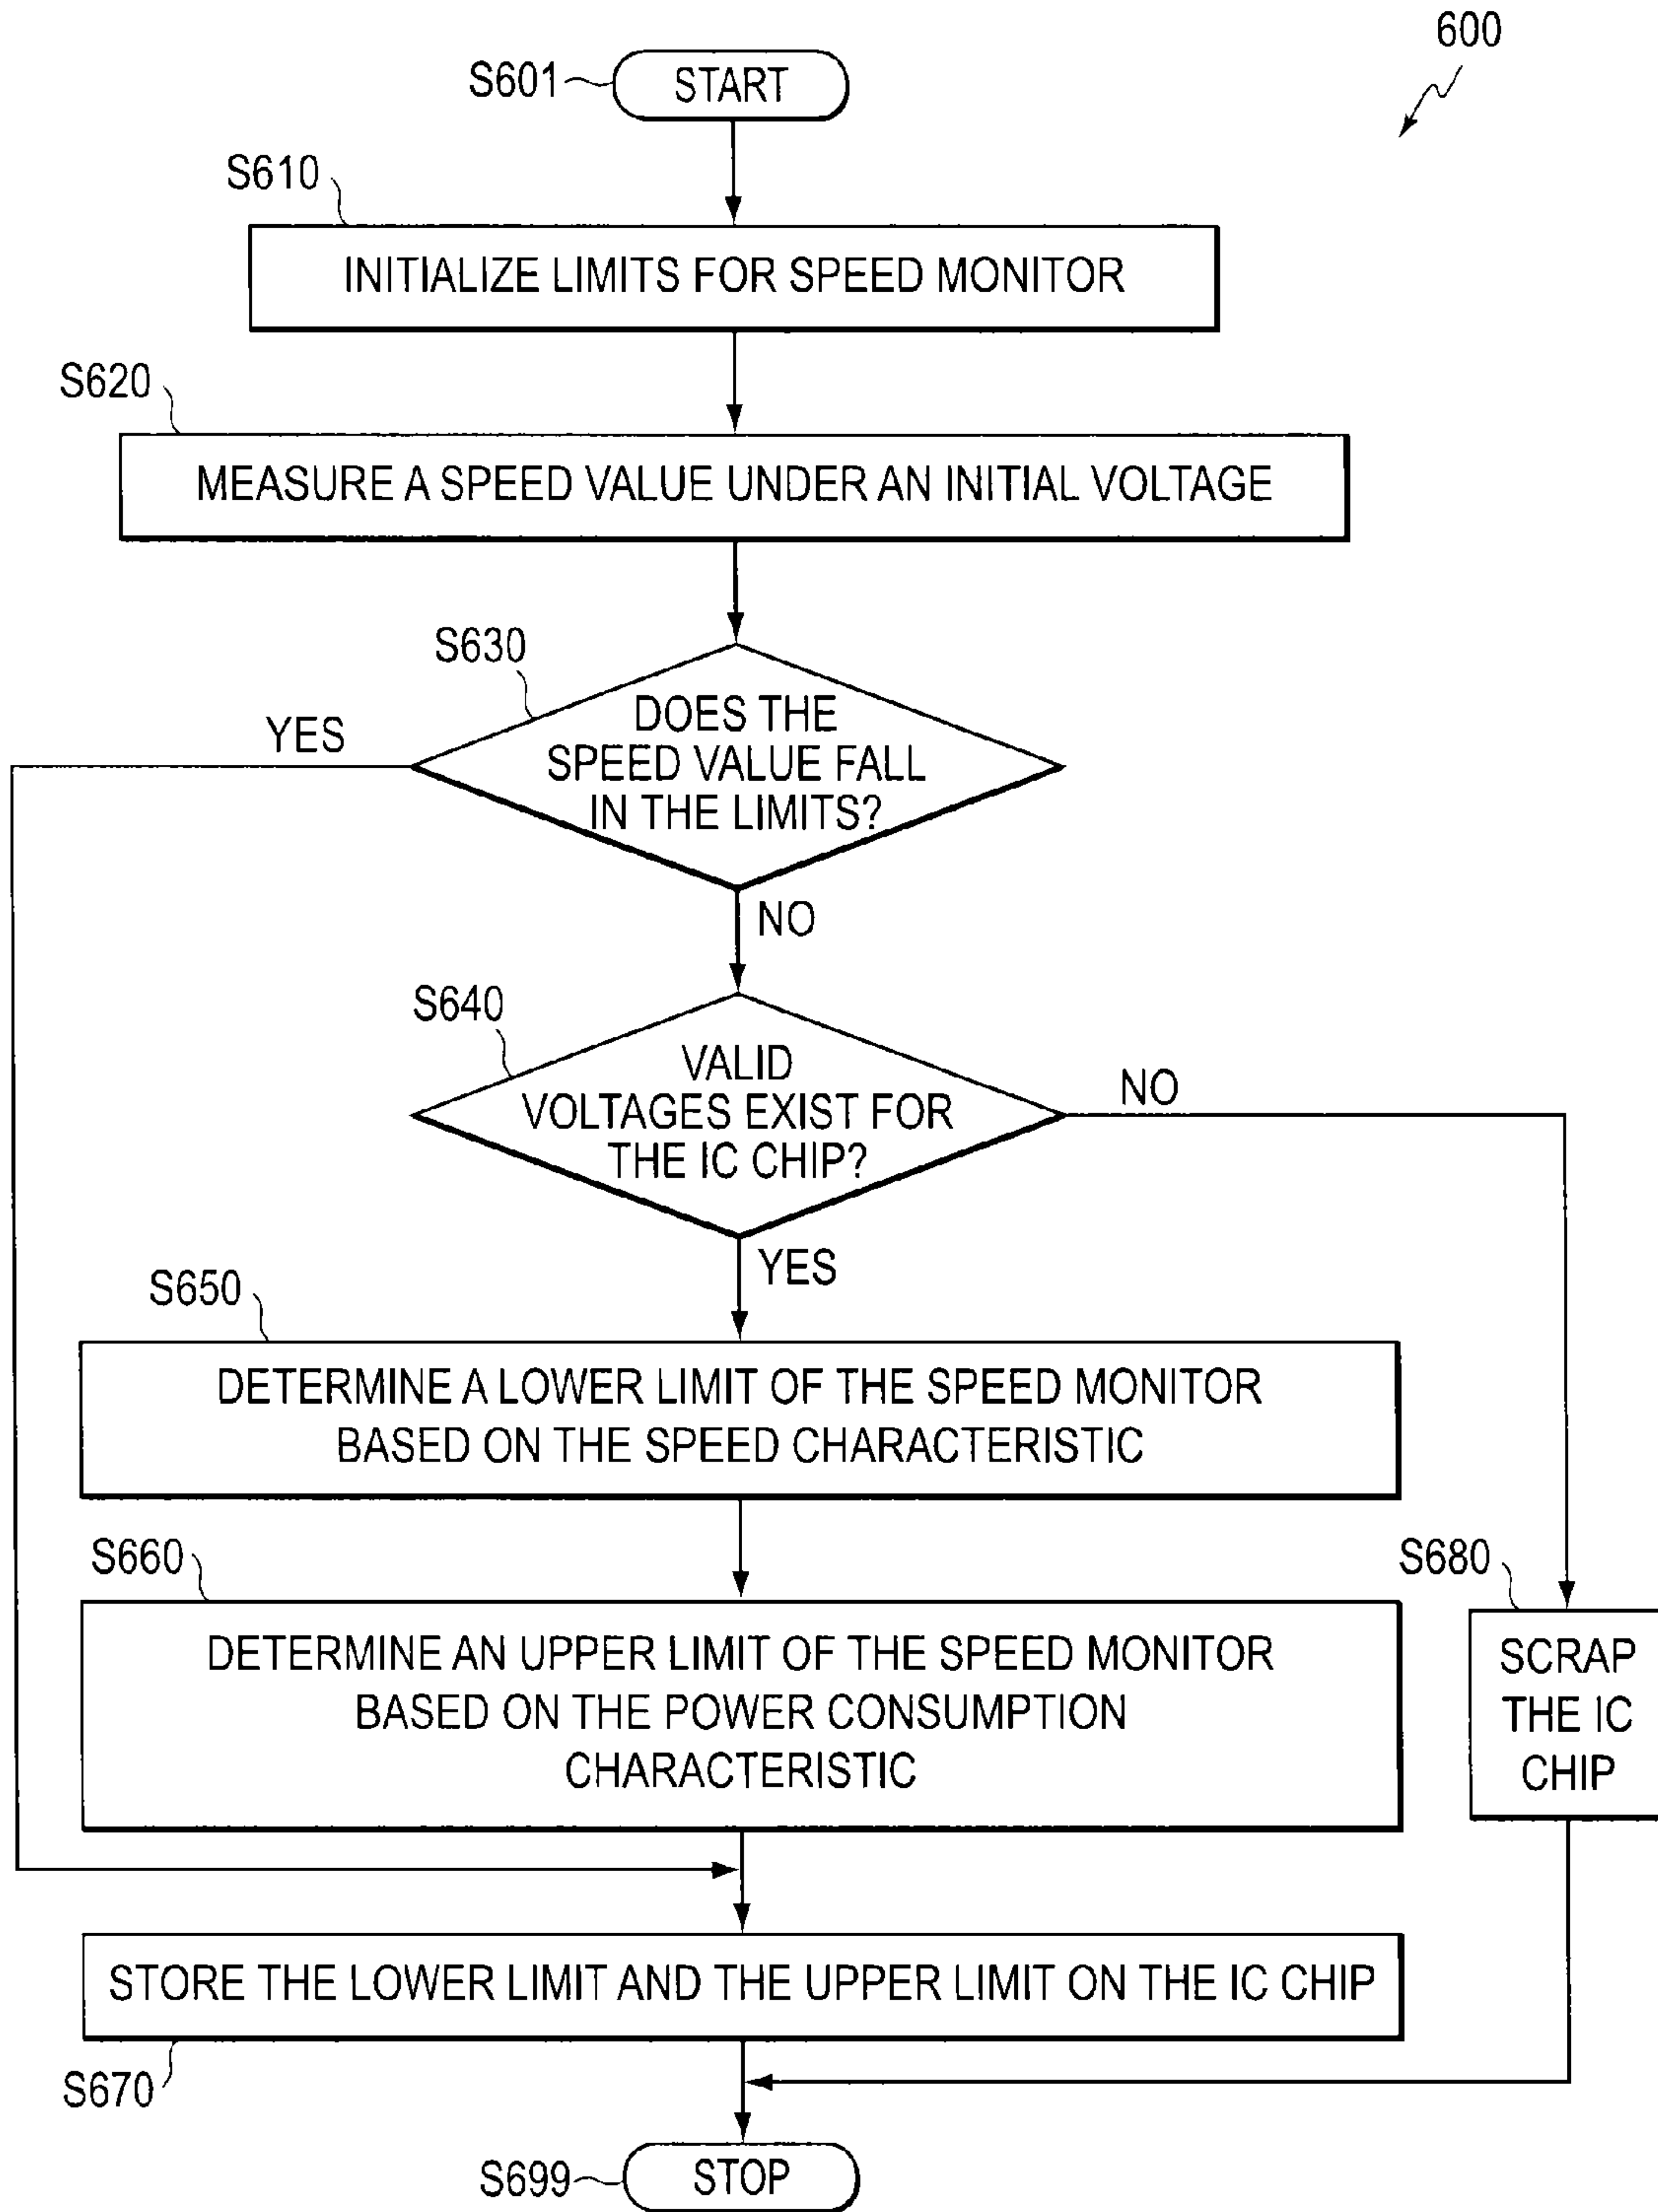 600
S601
START
S610
INITIALIZE LIMITS FOR SPEED MONITOR
S620
MEASURE A SPEED VALUE UNDER AN INITIAL VOLTAGE
S630
DOES THE
SPEED VALUE FALL
IN THE LIMITS?
YES
NO
S640
VALID
VOLTAGES EXIST FOR
THE IC CHIP?
NO
YES
S650
DETERMINE A LOWER LIMIT OF THE SPEED MONITOR
BASED ON THE SPEED CHARACTERISTIC
S660
DETERMINE AN UPPER LIMIT OF THE SPEED MONITOR
BASED ON THE POWER CONSUMPTION
CHARACTERISTIC
S680
SCRAP
THE IC
CHIP
STORE THE LOWER LIMIT AND THE UPPER LIMIT ON THE IC CHIP
S670
S699
STOP